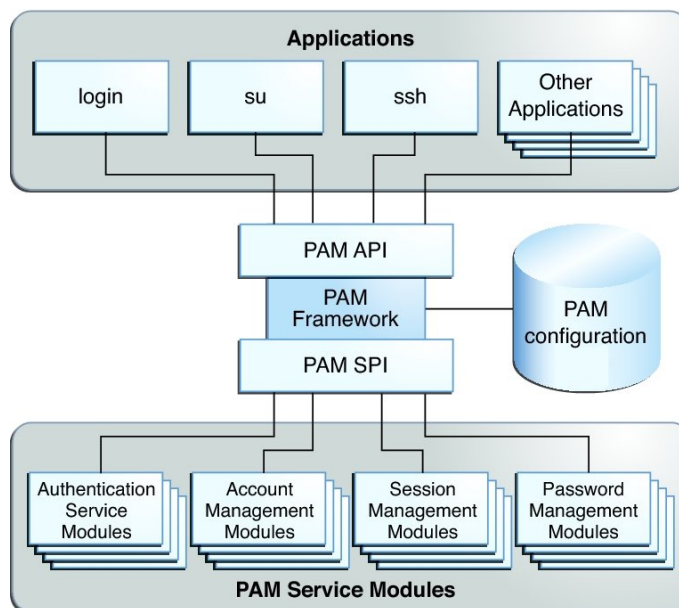 Applications
login
su
ssh
Other
Applications
PAM API
PAM
Framework
PAM
configuration
PAM SPI
Authentication
Service
Modules
Account
Management
Modules
Session
Management
Modules
Password
Management
Modules
PAM Service Modules